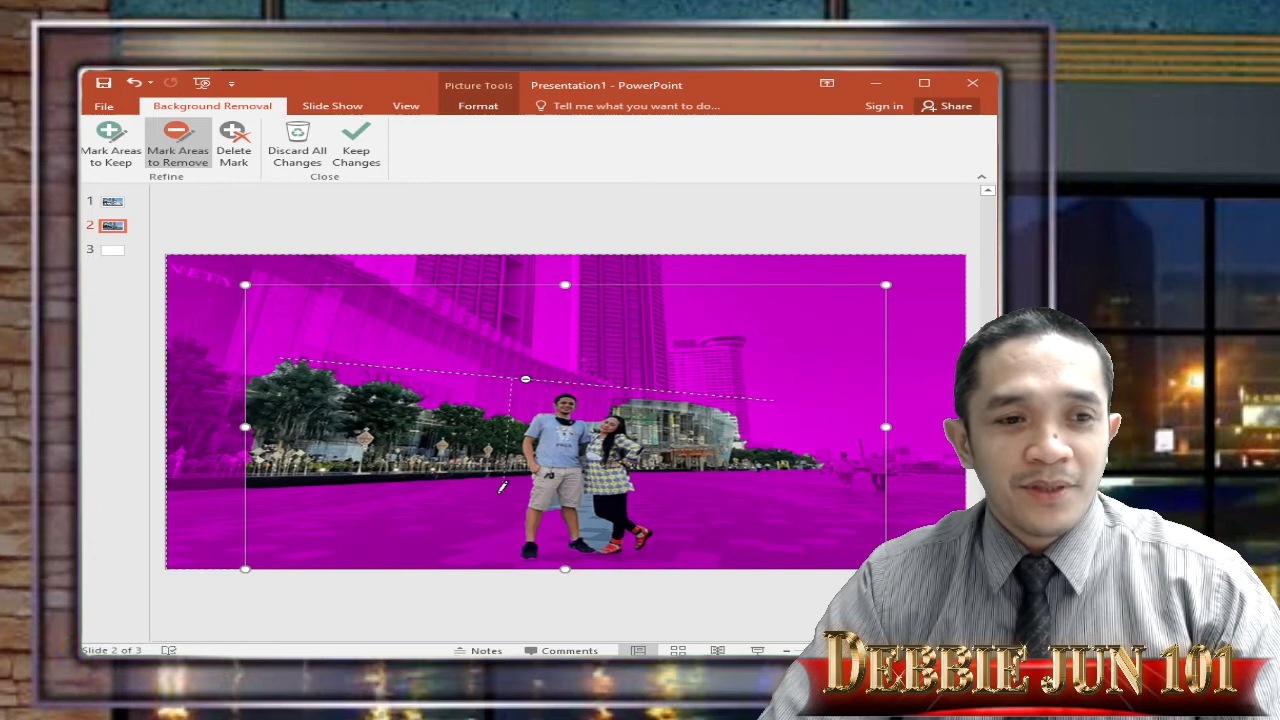 Picture Tools Presentation1 - PowerPoint
File Background Removal Slide Show View Format Tell me what you want to do... Sign in Share
Mark Areas to Keep
Mark Areas to Remove
Delete Mark
Discard All Changes
Keep Changes
Refine Close
1
2
3
Slide 2 of 3 Notes Comments
DEBBIE JUN 101